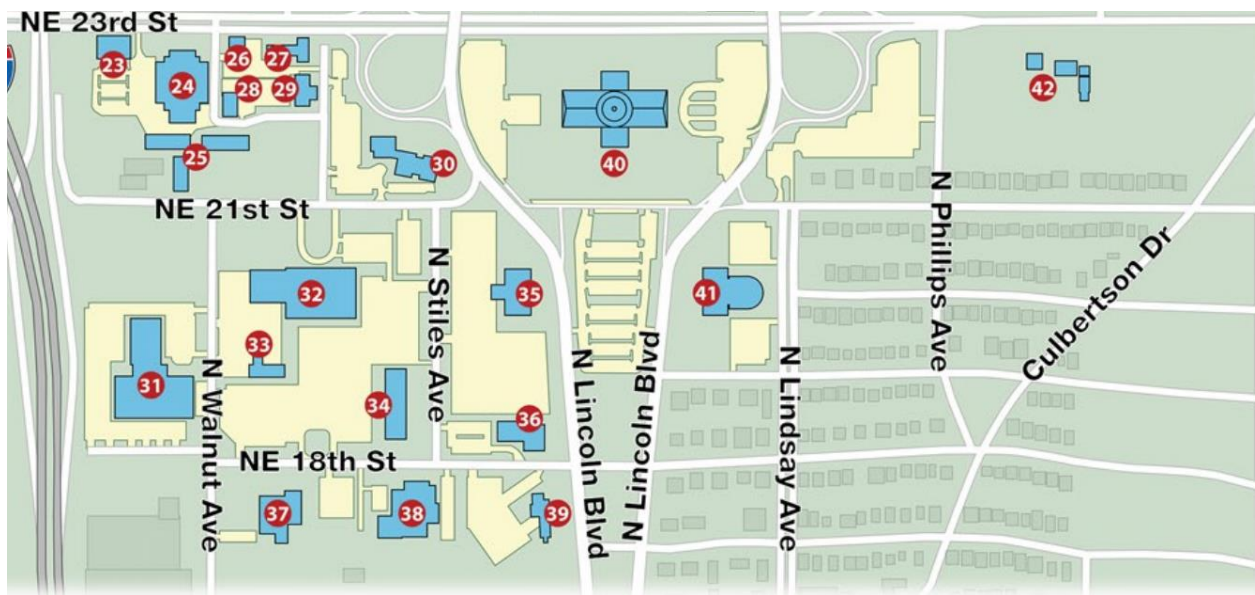 NE 23rd St
23
24
26
27
28
29
25
30
40
42
NE 21st St
N Phillips Ave
Culbertson Dr
N Stiles Ave
32
35
41
33
31
34
36
N Walnut Ave
N Lincoln Blvd
N Lincoln Blvd
N Lindsay Ave
NE 18th St
37
38
39